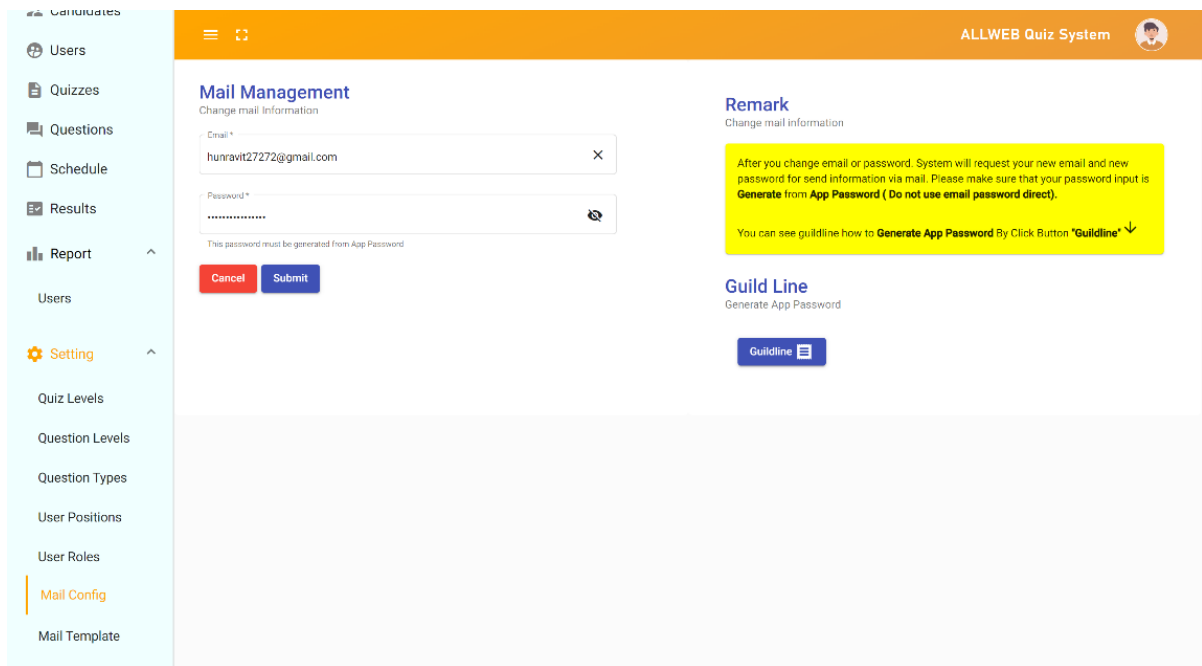 Candidates
Users
Quizzes
Questions
Schedule
Results
Report
Users
Setting
Quiz Levels
Question Levels
Question Types
User Positions
User Roles
Mail Config
Mail Template
ALLWEB Quiz System
Mail Management
Change mail Information
Email *
hunravit27272@gmail.com
Password *
••••••••••••••••
This password must be generated from App Password
Cancel Submit
Remark
Change mail information
After you change email or password. System will request your new email and new
password for send information via mail. Please make sure that your password input is
Generate from App Password ( Do not use email password direct).
You can see guildline how to Generate App Password By Click Button "Guildline"
Guild Line
Generate App Password
Guildline